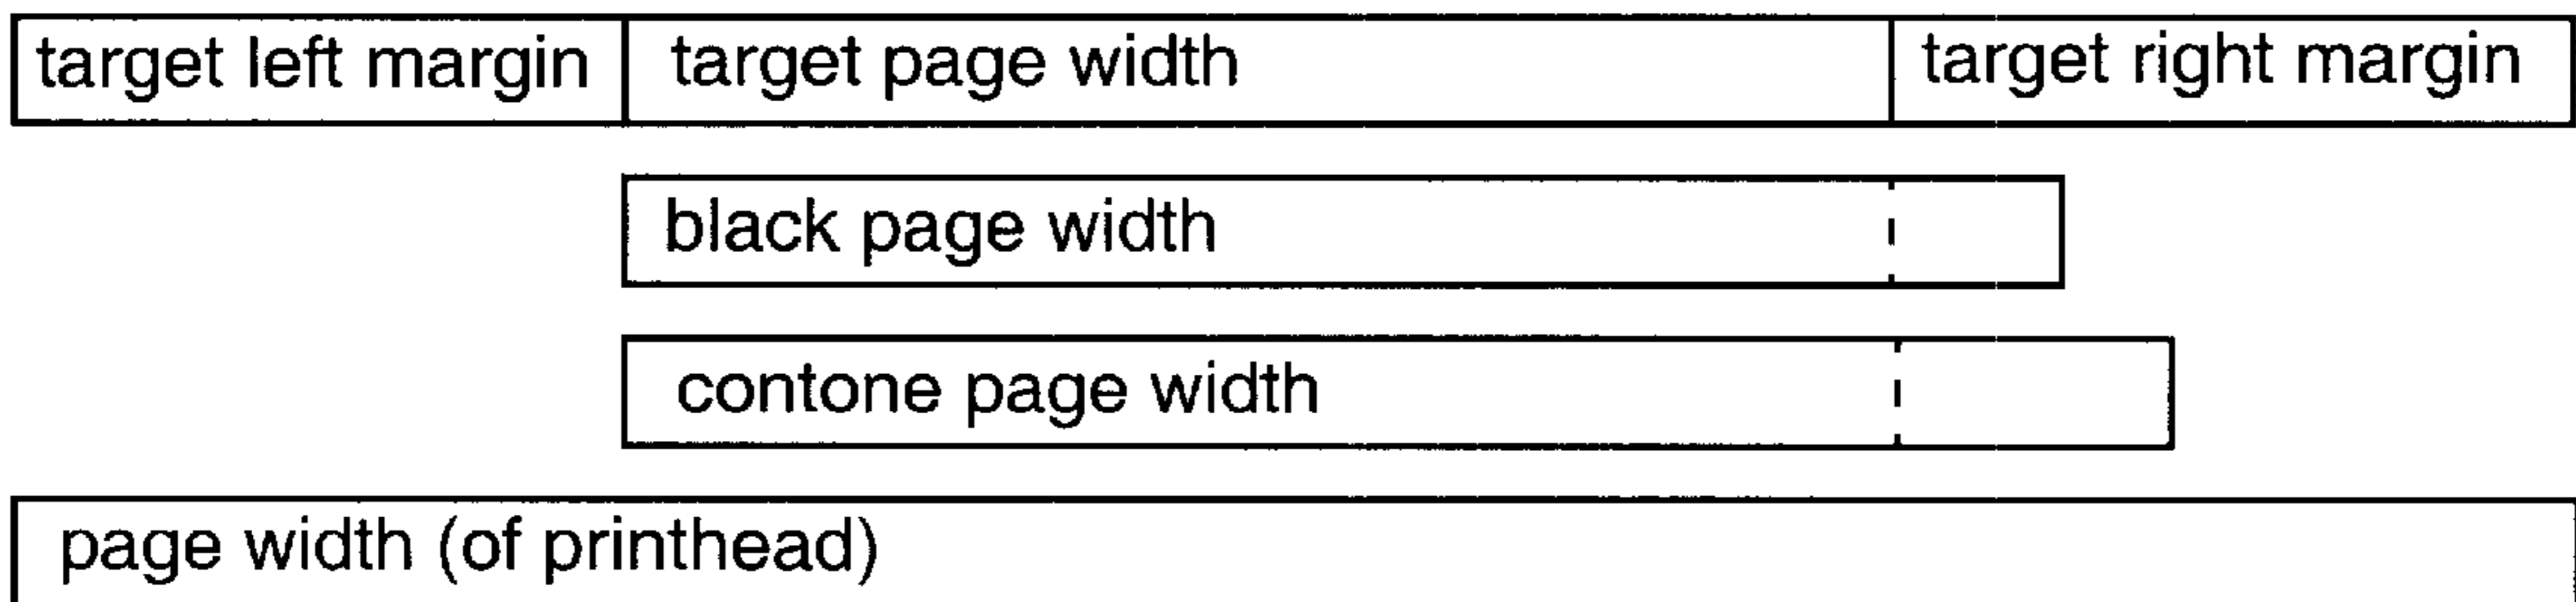 target left margin target page width target right margin
black page width
contone page width
page width (of printhead)